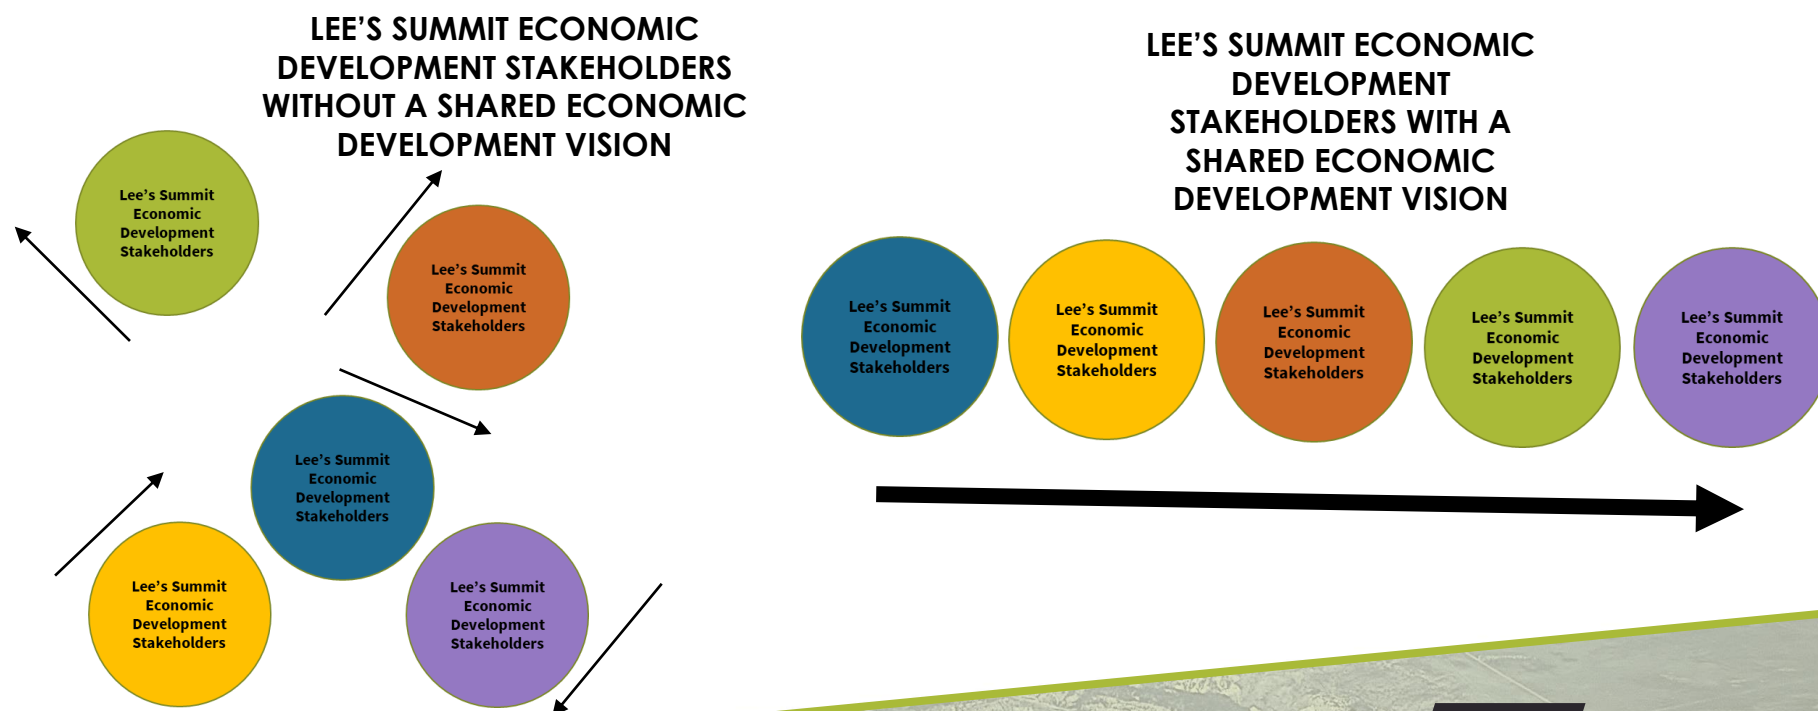 LEE’S SUMMIT ECONOMIC
DEVELOPMENT STAKEHOLDERS
WITHOUT A SHARED ECONOMIC
DEVELOPMENT VISION
Lee’s Summit
Economic
Development
Stakeholders
Lee’s Summit
Economic
Development
Stakeholders
Lee’s Summit
Economic
Development
Stakeholders
Lee’s Summit
Economic
Development
Stakeholders
Lee’s Summit
Economic
Development
Stakeholders
LEE’S SUMMIT ECONOMIC
DEVELOPMENT
STAKEHOLDERS WITH A
SHARED ECONOMIC
DEVELOPMENT VISION
Lee’s Summit
Economic
Development
Stakeholders
Lee’s Summit
Economic
Development
Stakeholders
Lee’s Summit
Economic
Development
Stakeholders
Lee’s Summit
Economic
Development
Stakeholders
Lee’s Summit
Economic
Development
Stakeholders